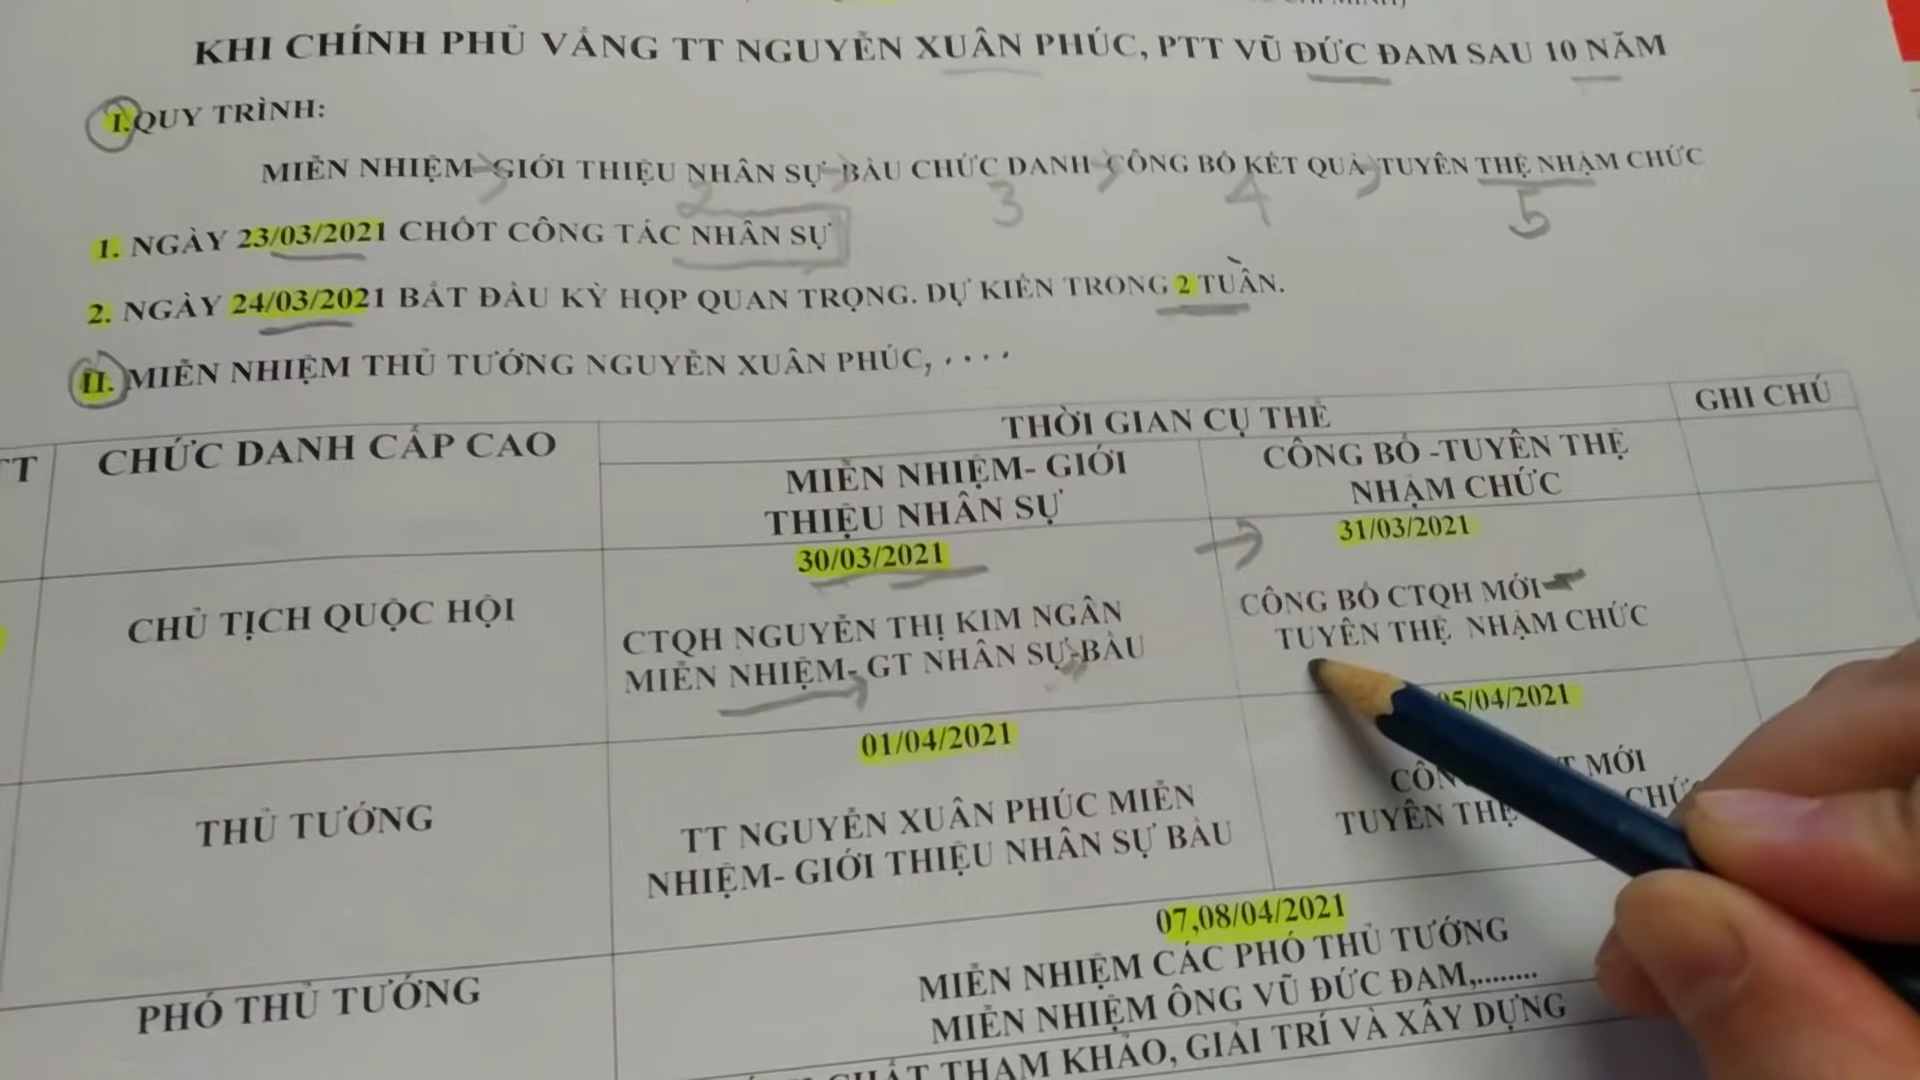 KHI CHÍNH PHỦ VẮNG TT NGUYỄN XUÂN PHÚC, PTT VŨ ĐỨC ĐAM SAU 10 NĂM
I. QUY TRÌNH:
MIỄN NHIỆM-GIỚI THIỆU NHÂN SỰ-BẦU CHỨC DANH-CÔNG BỐ KẾT QUẢ-TUYÊN THỆ NHẬM CHỨC
2 3 4 5
1. NGÀY 23/03/2021 CHỐT CÔNG TÁC NHÂN SỰ
2. NGÀY 24/03/2021 BẮT ĐẦU KỲ HỌP QUAN TRỌNG. DỰ KIẾN TRONG 2 TUẦN.
II. MIỄN NHIỆM THỦ TƯỚNG NGUYỄN XUÂN PHÚC, ....
TT
CHỨC DANH CẤP CAO
THỜI GIAN CỤ THỂ
GHI CHÚ
MIỄN NHIỆM- GIỚI
THIỆU NHÂN SỰ
CÔNG BỐ -TUYÊN THỆ
NHẬM CHỨC
CHỦ TỊCH QUỘC HỘI
30/03/2021
CTQH NGUYỄN THỊ KIM NGÂN
MIỄN NHIỆM- GT NHÂN SỰ-BẦU
31/03/2021
CÔNG BỐ CTQH MỚI-
TUYÊN THỆ NHẬM CHỨC
THỦ TƯỚNG
01/04/2021
TT NGUYỄN XUÂN PHÚC MIỄN
NHIỆM- GIỚI THIỆU NHÂN SỰ BẦU
5/04/2021
MỚI
TUYÊN THỆ
PHÓ THỦ TƯỚNG
07,08/04/2021
MIỄN NHIỆM CÁC PHÓ THỦ TƯỚNG
MIỄN NHIỆM ÔNG VŨ ĐỨC ĐAM,.........
THAM KHẢO, GIẢI TRÍ VÀ XÂY DỰNG